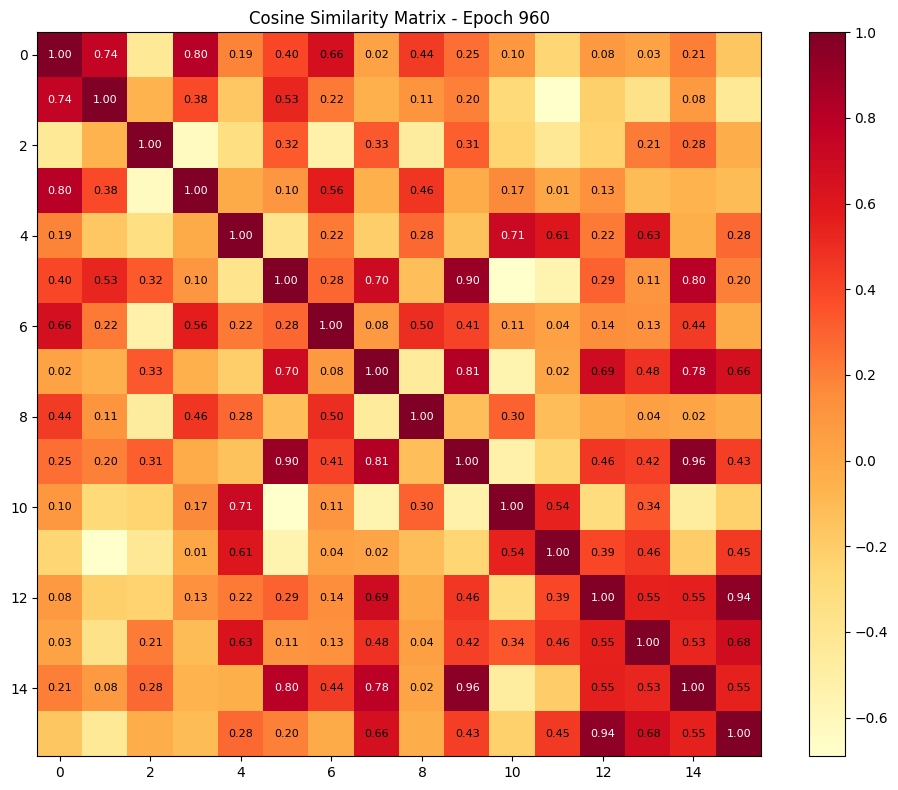 Cosine Similarity Matrix - Epoch 960
0 1.00 0.74 0.80 0.19 0.40 0.66 0.02 0.44 0.25 0.10 0.08 0.03 0.21
0.74 1.00 0.38 0.53 0.22 0.11 0.20 0.08
2 1.00 0.32 0.33 0.31 0.21 0.28
0.80 0.38 1.00 0.10 0.56 0.46 0.17 0.01 0.13
4 0.19 1.00 0.22 0.28 0.71 0.61 0.22 0.63 0.28
0.40 0.53 0.32 0.10 1.00 0.28 0.70 0.90 0.29 0.11 0.80 0.20
6 0.66 0.22 0.56 0.22 0.28 1.00 0.08 0.50 0.41 0.11 0.04 0.14 0.13 0.44
0.02 0.33 0.70 0.08 1.00 0.81 0.02 0.69 0.48 0.78 0.66
8 0.44 0.11 0.46 0.28 0.50 1.00 0.30 0.04 0.02
0.25 0.20 0.31 0.90 0.41 0.81 1.00 0.46 0.42 0.96 0.43
10 0.10 0.17 0.71 0.11 0.30 1.00 0.54 0.34
0.01 0.61 0.04 0.02 0.54 1.00 0.39 0.46 0.45
12 0.08 0.13 0.22 0.29 0.14 0.69 0.46 0.39 1.00 0.55 0.55 0.94
0.03 0.21 0.63 0.11 0.13 0.48 0.04 0.42 0.34 0.46 0.55 1.00 0.53 0.68
14 0.21 0.08 0.28 0.80 0.44 0.78 0.02 0.96 0.55 0.53 1.00 0.55
0.28 0.20 0.66 0.43 0.45 0.94 0.68 0.55 1.00
0 2 4 6 8 10 12 14
1.0
0.8
0.6
0.4
0.2
0.0
−0.2
−0.4
−0.6